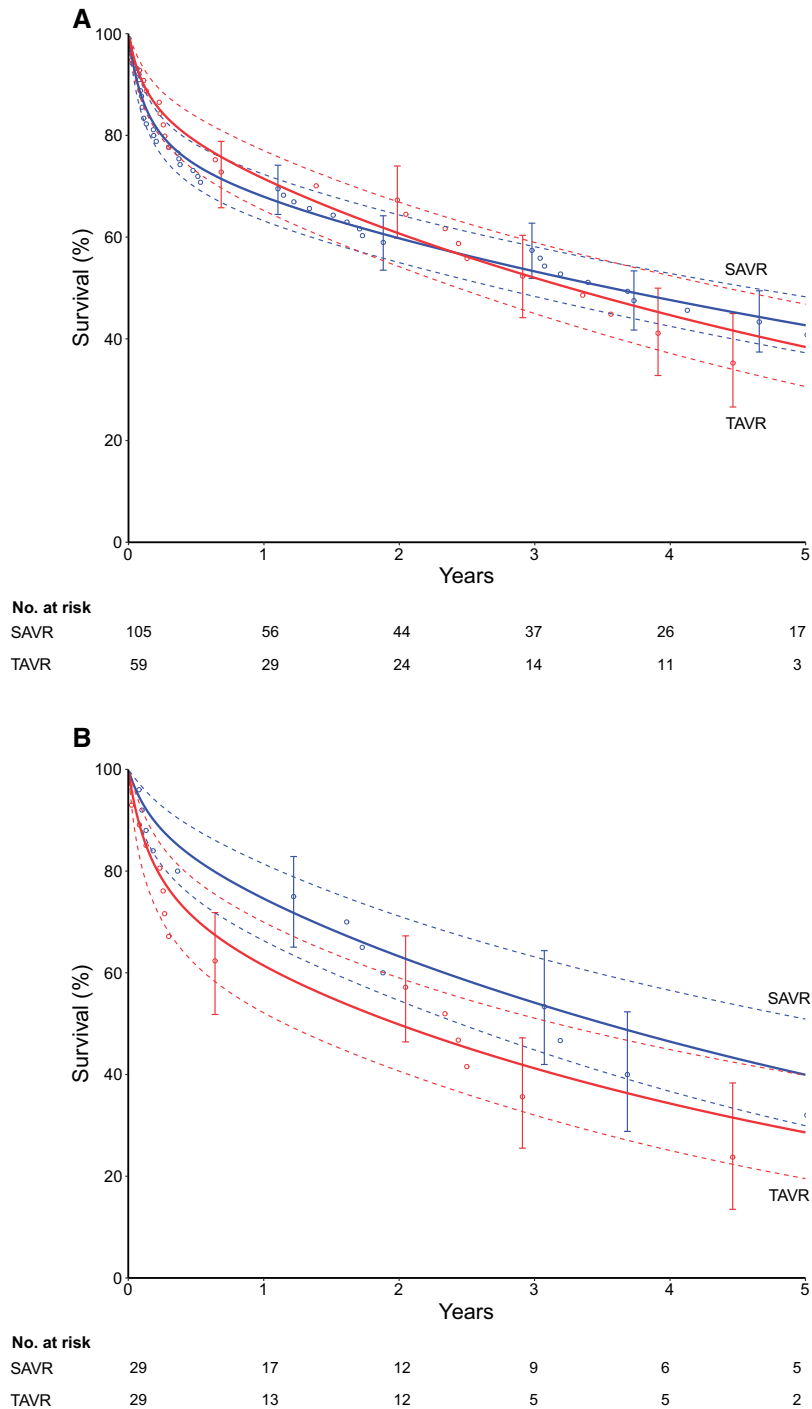 A
100
80
60
40
20
0
Survival (%)
SAVR
TAVR
0 1 2 3 4 5
Years
No. at risk
SAVR 105 56 44 37 26 17
TAVR 59 29 24 14 11 3
B
100
80
60
40
20
0
Survival (%)
SAVR
TAVR
0 1 2 3 4 5
Years
No. at risk
SAVR 29 17 12 9 6 5
TAVR 29 13 12 5 5 2